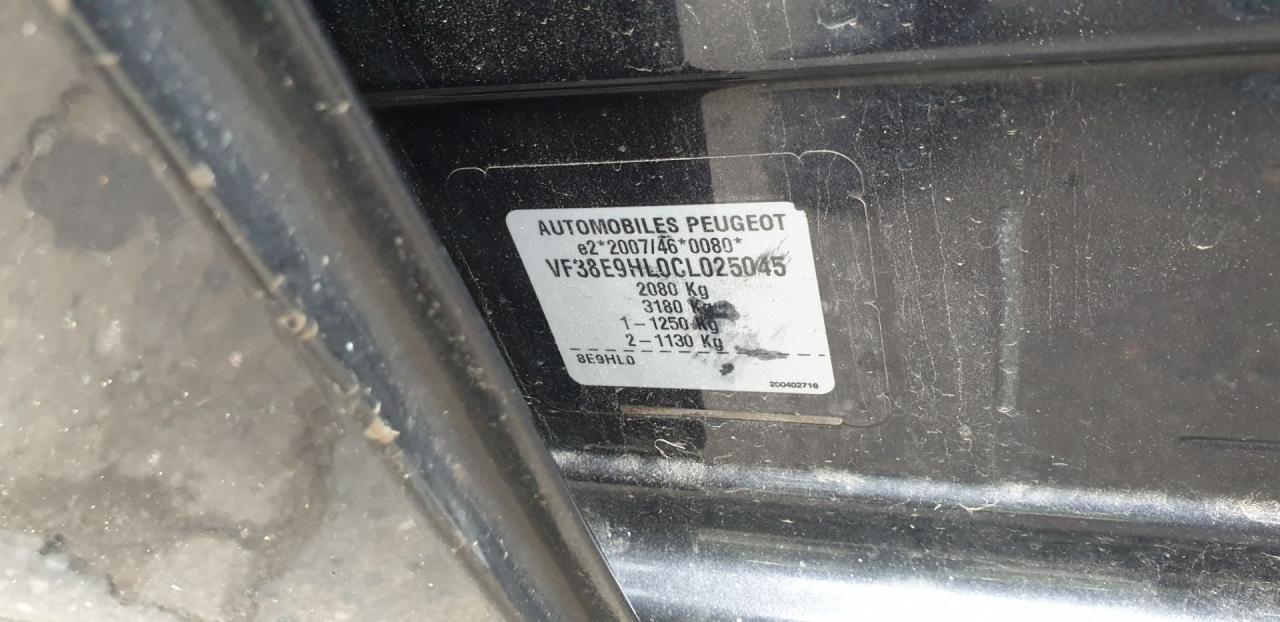 AUTOMOBILES PEUGEOT
e2*2007/46*0080*
VF38E9HL0CL025045
2080 Kg
3180 Kg
1-1250 Kg
2-1130 Kg
8E9HL0
200402716